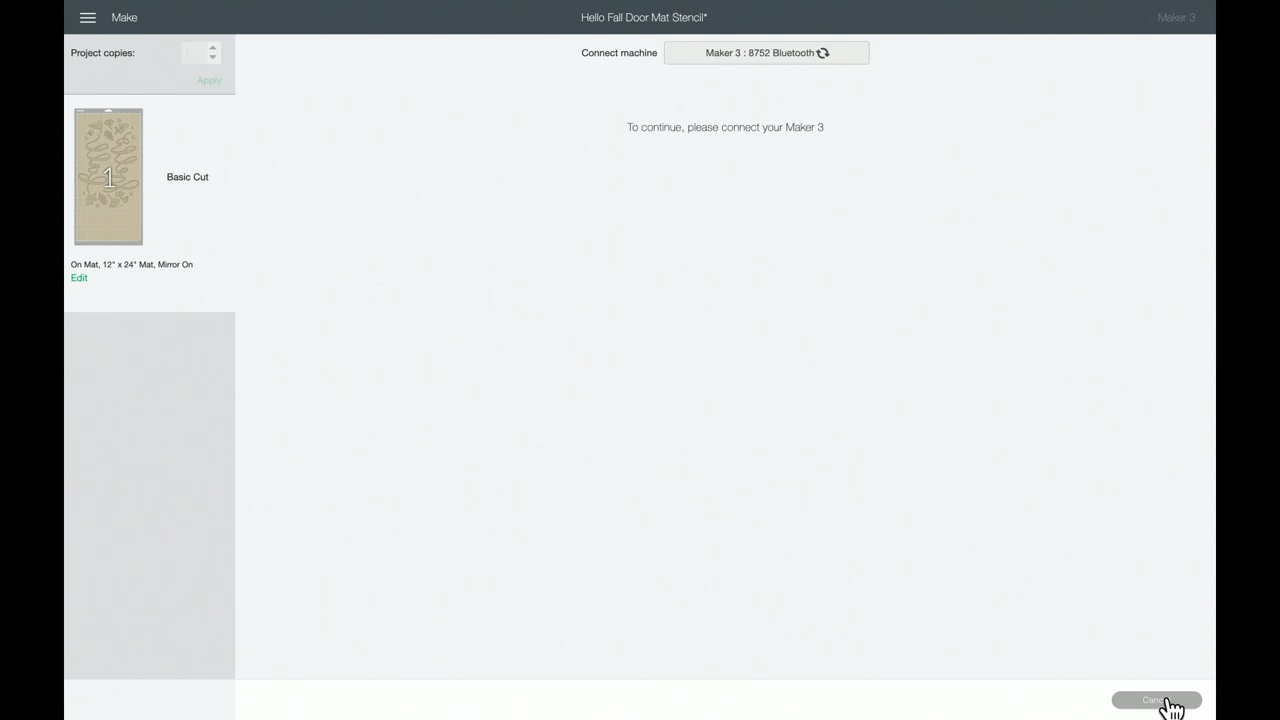 Make
Hello Fall Door Mat Stencil*
Maker 3
Project copies:
1
Apply
Connect machine
Maker 3 : 8752 Bluetooth
To continue, please connect your Maker 3
1
Basic Cut
On Mat, 12" x 24" Mat, Mirror On
Edit